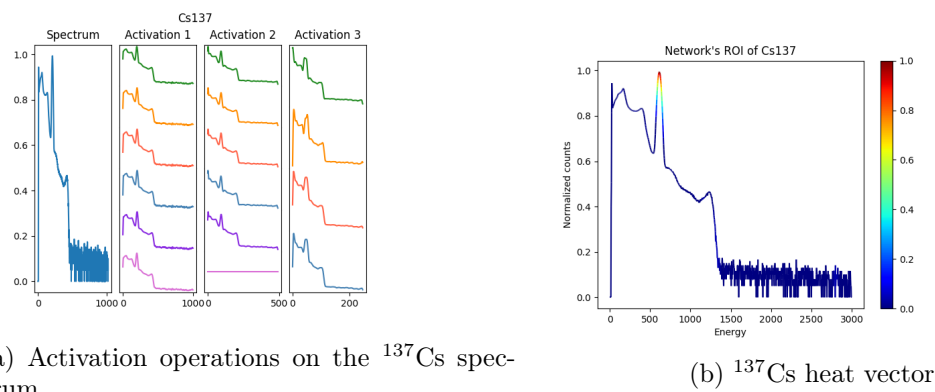 Cs137
Spectrum Activation 1 Activation 2 Activation 3
1.0
0.8
0.6
0.4
0.2
0.0
0 1000 0 1000 0 500 0 200
Network's ROI of Cs137
Normalized counts
1.0
0.8
0.6
0.4
0.2
0.0
0 500 1000 1500 2000 2500 3000
Energy
1.0
0.8
0.6
0.4
0.2
0.0
) Activation operations on the ¹³⁷Cs spec-
(b) ¹³⁷Cs heat vector